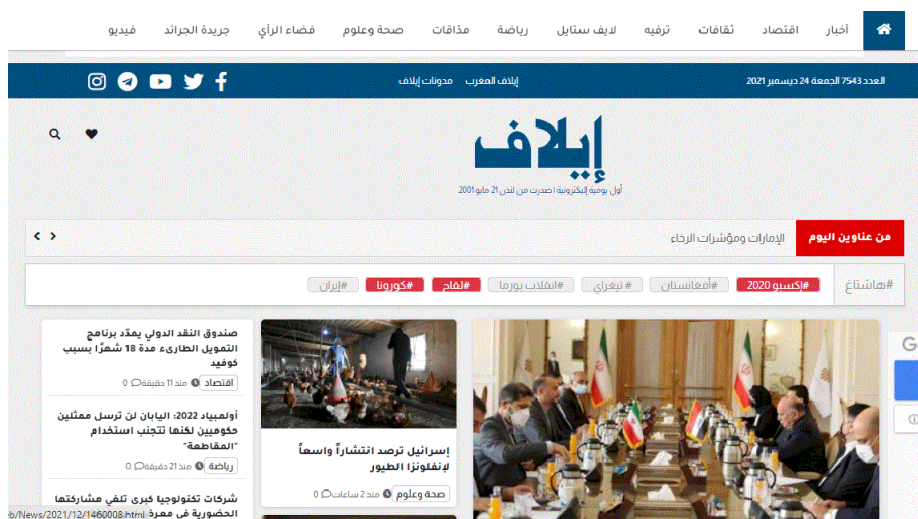 أخبار اقتصاد ثقافات ترفيه لايف ستايل رياضة مذاقات صحة وعلوم فضاء الرأي جريدة الجرائد فيديو
العدد 7543 الجمعة 24 ديسمبر 2021
إيلاف المغرب مدونات إيلاف
إيلاف
أول يومية إليكترونية اصدرت من لندن 21 مايو 2001
من عناوين اليوم الإمارات ومؤشرات الرخاء
#هاشتاغ #إكسبو 2020 #أفغانستان # تيغراي #انقلاب بورما #لقاح #كورونا #إيران
إسرائيل ترصد انتشاراً واسعاً
لإنفلونزا الطيور
صحة وعلوم منذ 2 ساعات 0
صندوق النقد الدولي يمدّد برنامج
التمويل الطارىء مدة 18 شهرًا بسبب
كوفيد
اقتصاد منذ 11 دقيقة 0
أولمبياد 2022: اليابان لن ترسل ممثلين
حكوميين لكنها تتجنب استخدام
"المقاطعة"
رياضة منذ 21 دقيقة 0
شركات تكنولوجيا كبرى تلغي مشاركتها
الحضورية في
eb/News/2021/12/1460008.html
G